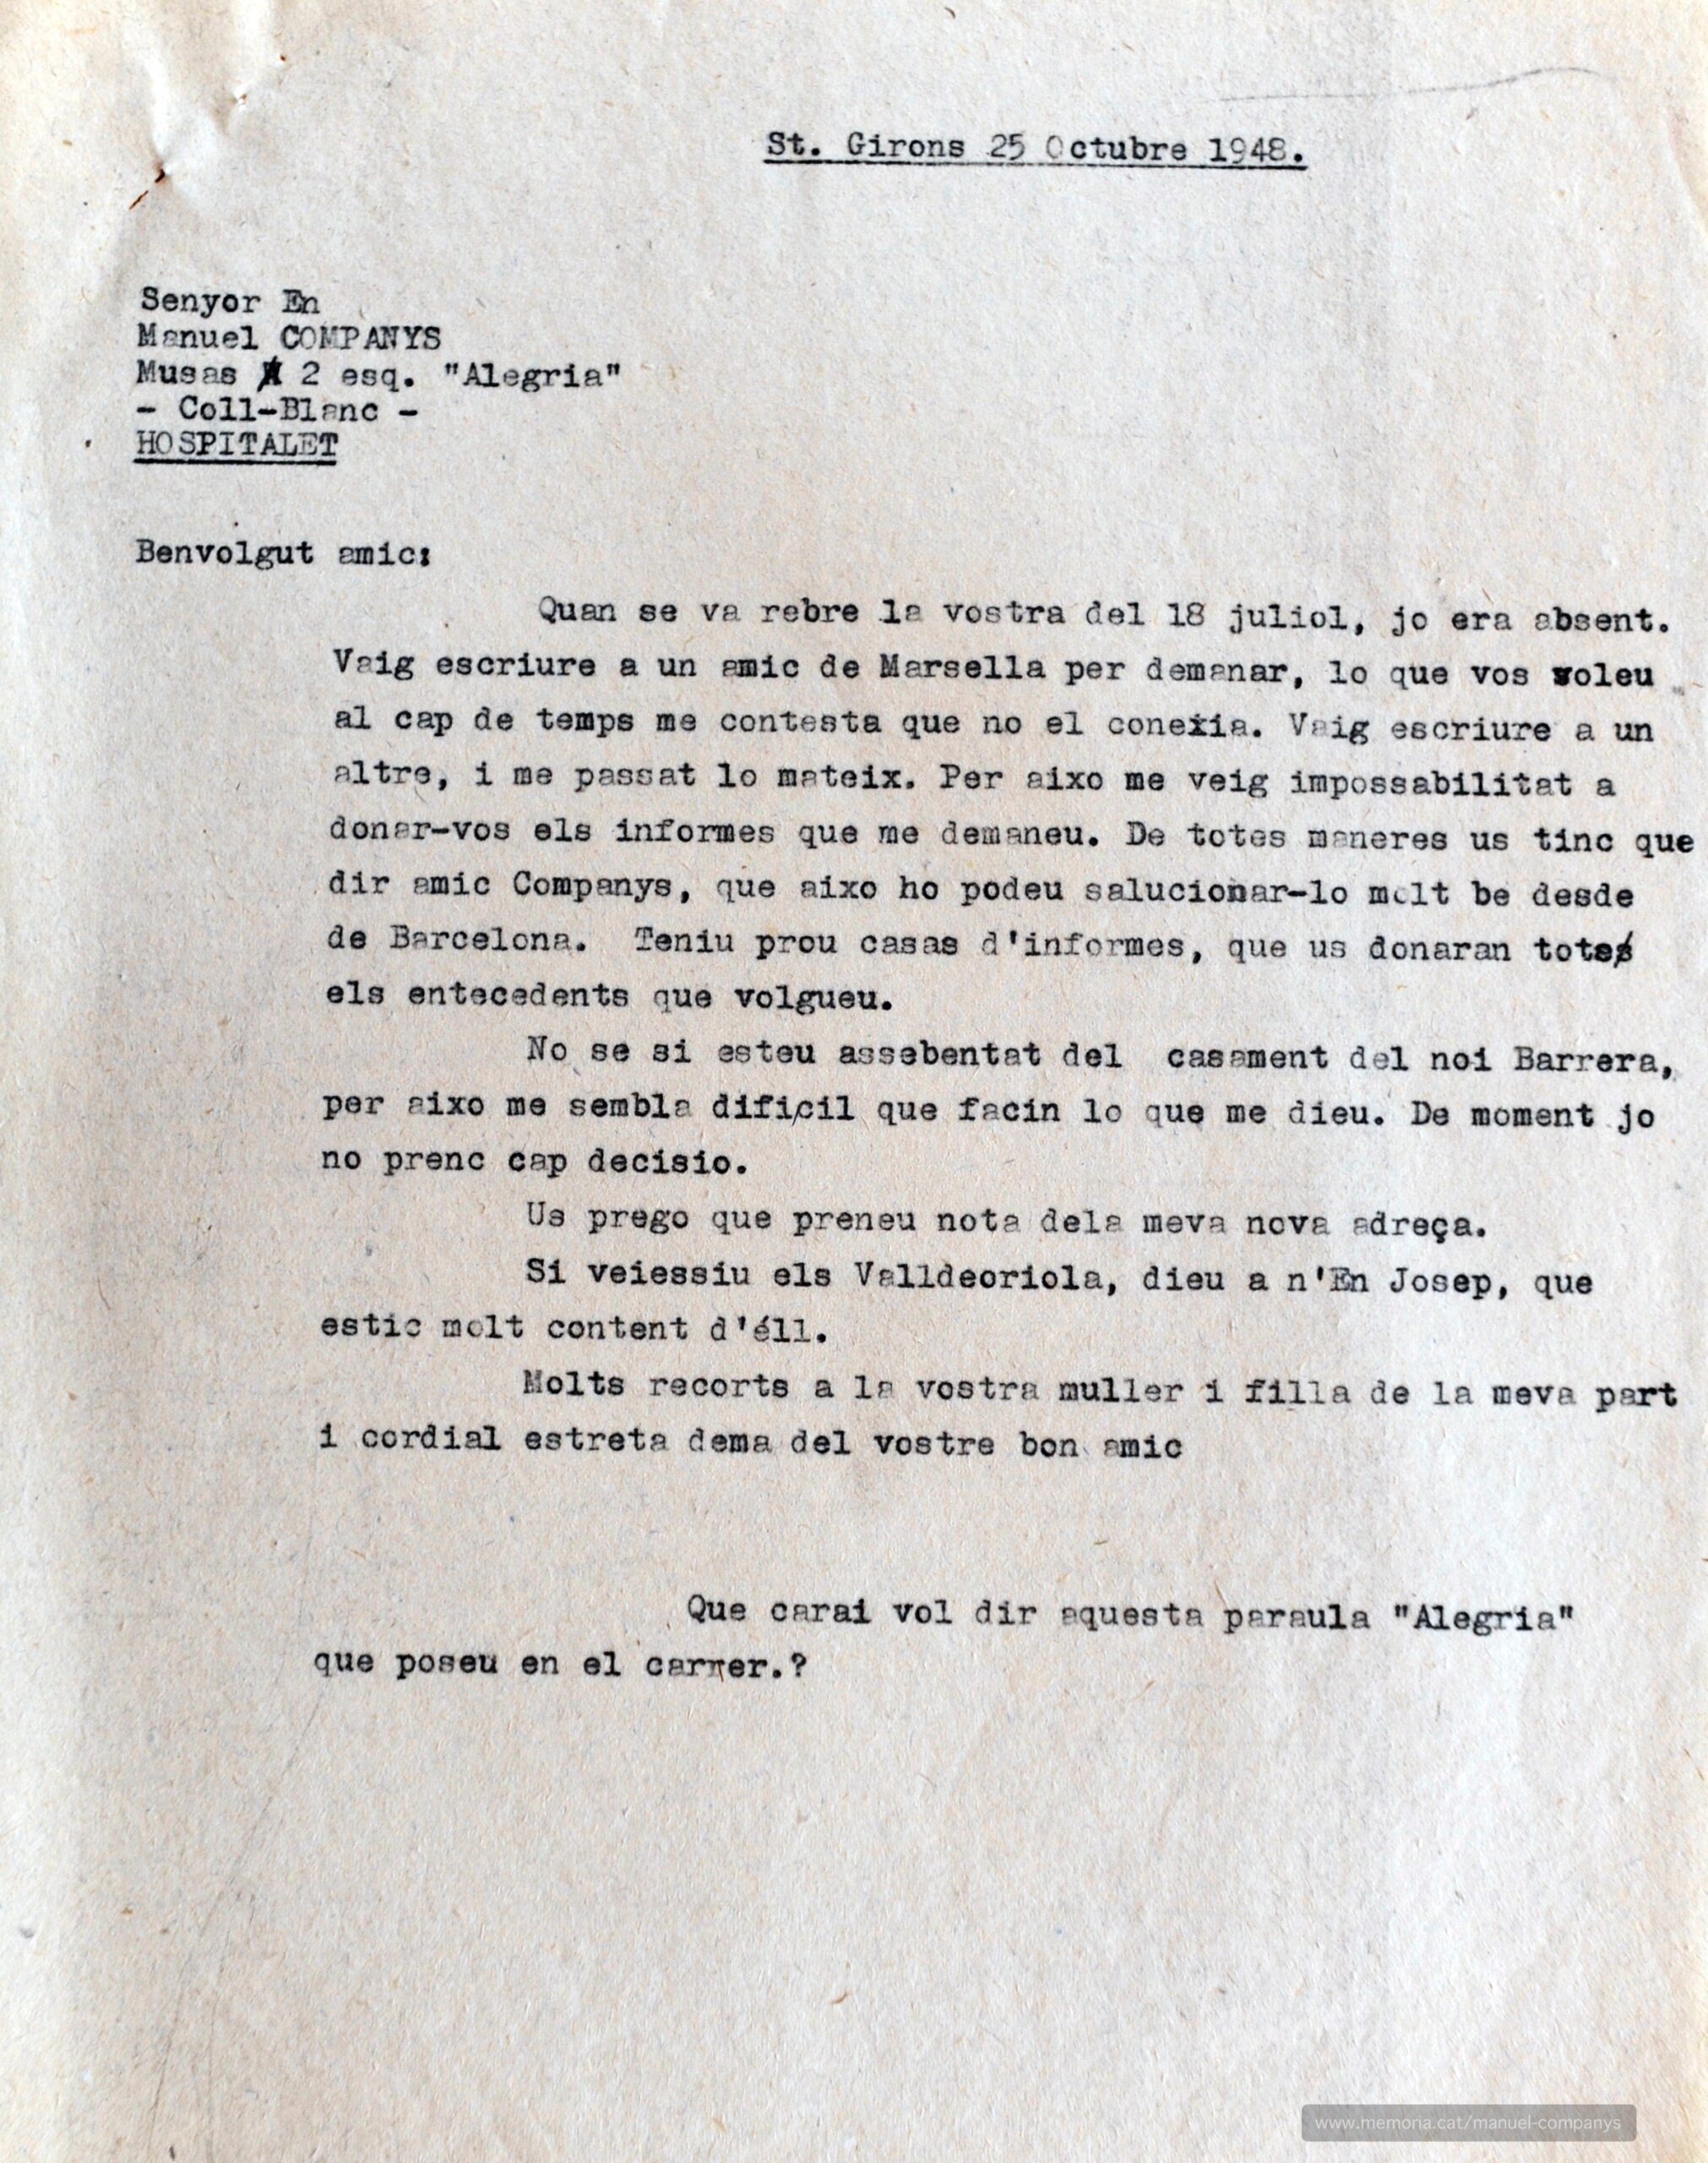 St. Girons 25 Octubre 1948.
Senyor En
Manuel COMPANYS
Musas 2 esq. "Alegria"
- Coll-Blanc -
HOSPITALET
Benvolgut amic:
Quan se va rebre la vostra del 18 juliol, jo era absent.
Vaig escriure a un amic de Marsella per demanar, lo que vos voleu
al cap de temps me contesta que no el conexia. Vaig escriure a un
altre, i me passat lo mateix. Per aixo me veig impossabilitat a
donar-vos els informes que me demaneu. De totes maneres us tinc que
dir amic Companys, que aixo ho podeu salucionar-lo molt be desde
de Barcelona. Teniu prou casas d'informes, que us donaran totes
els entecedents que volgueu.
No se si esteu assebentat del casament del noi Barrera,
per aixo me sembla dificil que facin lo que me dieu. De moment jo
no prenc cap decisio.
Us prego que preneu nota dela meva nova adreça.
Si veiessiu els Valldeoriola, dieu a n'En Josep, que
estic molt content d'éll.
Molts recorts a la vostra muller i filla de la meva part
i cordial estreta dema del vostre bon amic
Que carai vol dir aquesta paraula "Alegria"
que poseu en el carrer.?
www.memoria.cat/manuel-companys